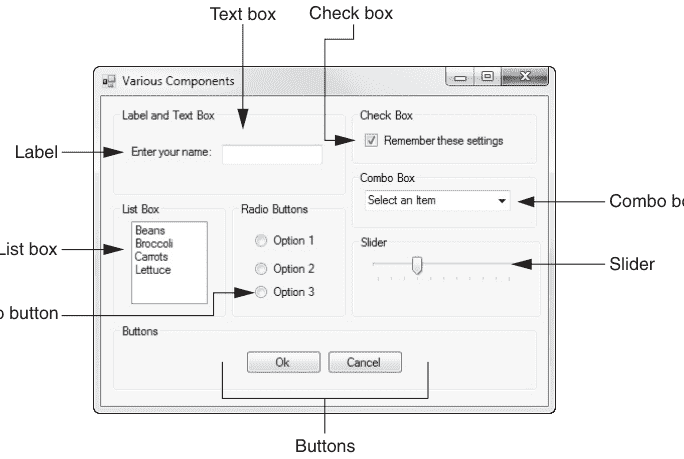 Text box
Check box
Various Components
Label and Text Box
Check Box
Label
Enter your name:
Remember these settings
Combo Box
Select an Item
Combo
List Box
Radio Buttons
Beans
Broccoli
Carrots
Lettuce
Option 1
Option 2
Option 3
Slider
List box
Slider
button
Buttons
Ok
Cancel
Buttons